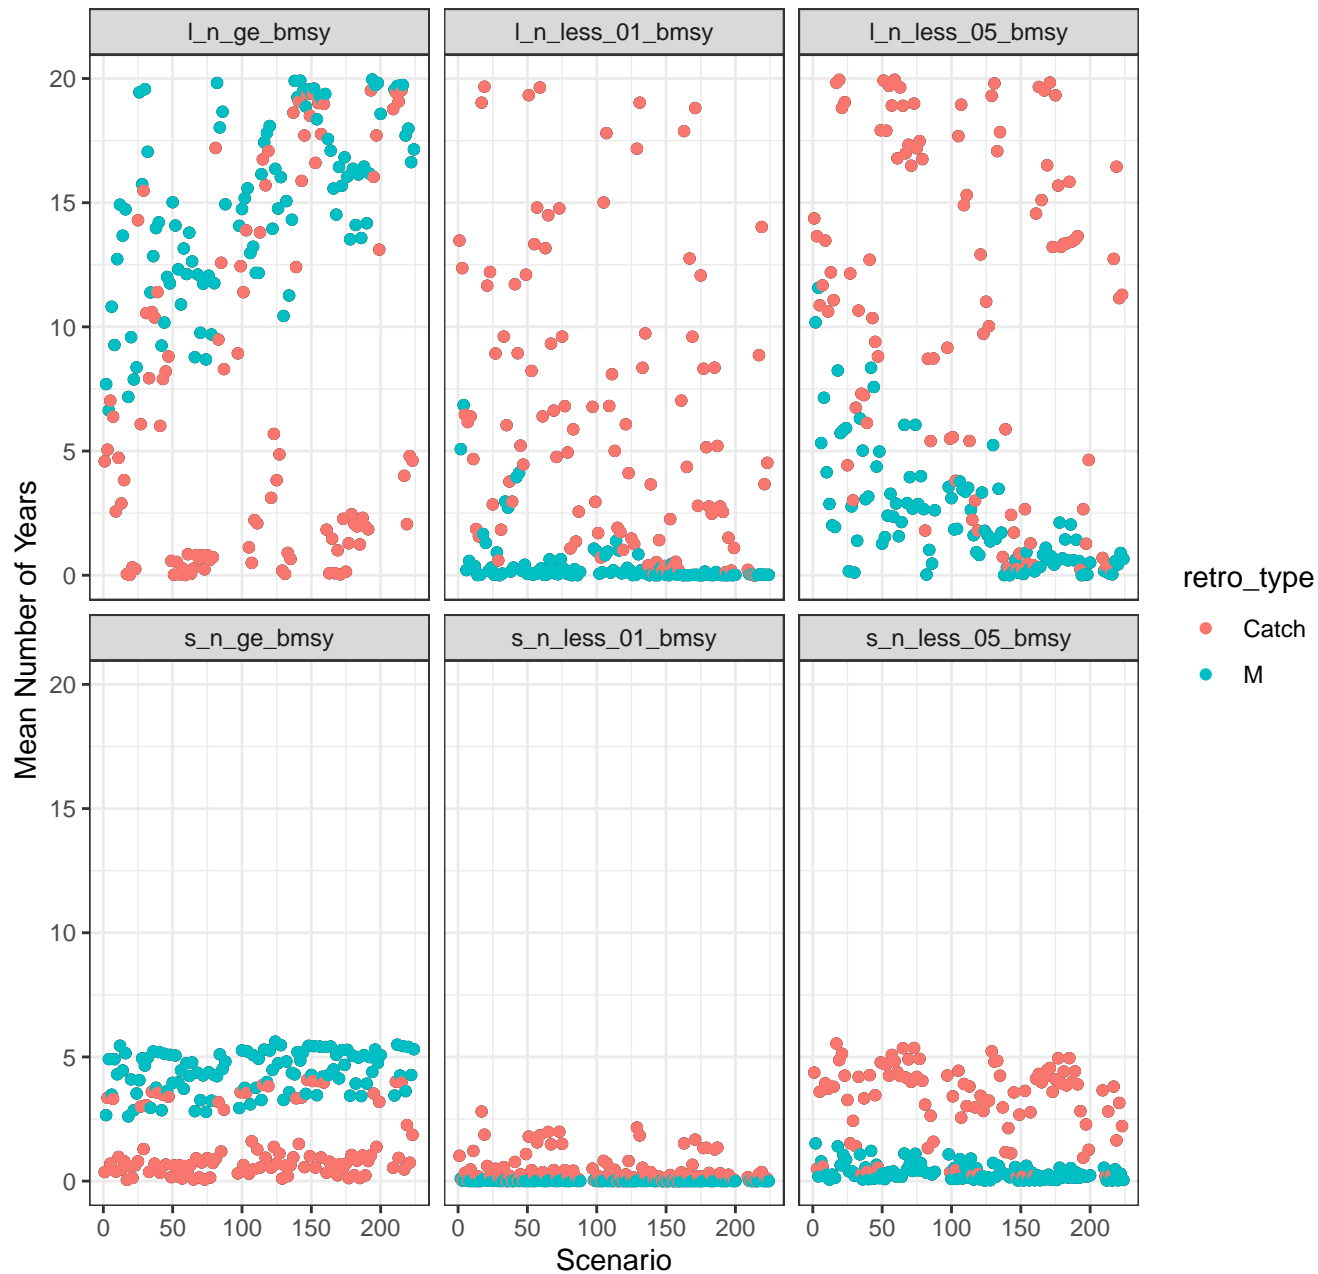 l_n_ge_bmsy l_n_less_01_bmsy l_n_less_05_bmsy
20
15
10
5
0
s_n_ge_bmsy s_n_less_01_bmsy s_n_less_05_bmsy
20
15
10
5
0
0 50 100 150 200 0 50 100 150 200 0 50 100 150 200
Scenario
Mean Number of Years
retro_type
Catch
M